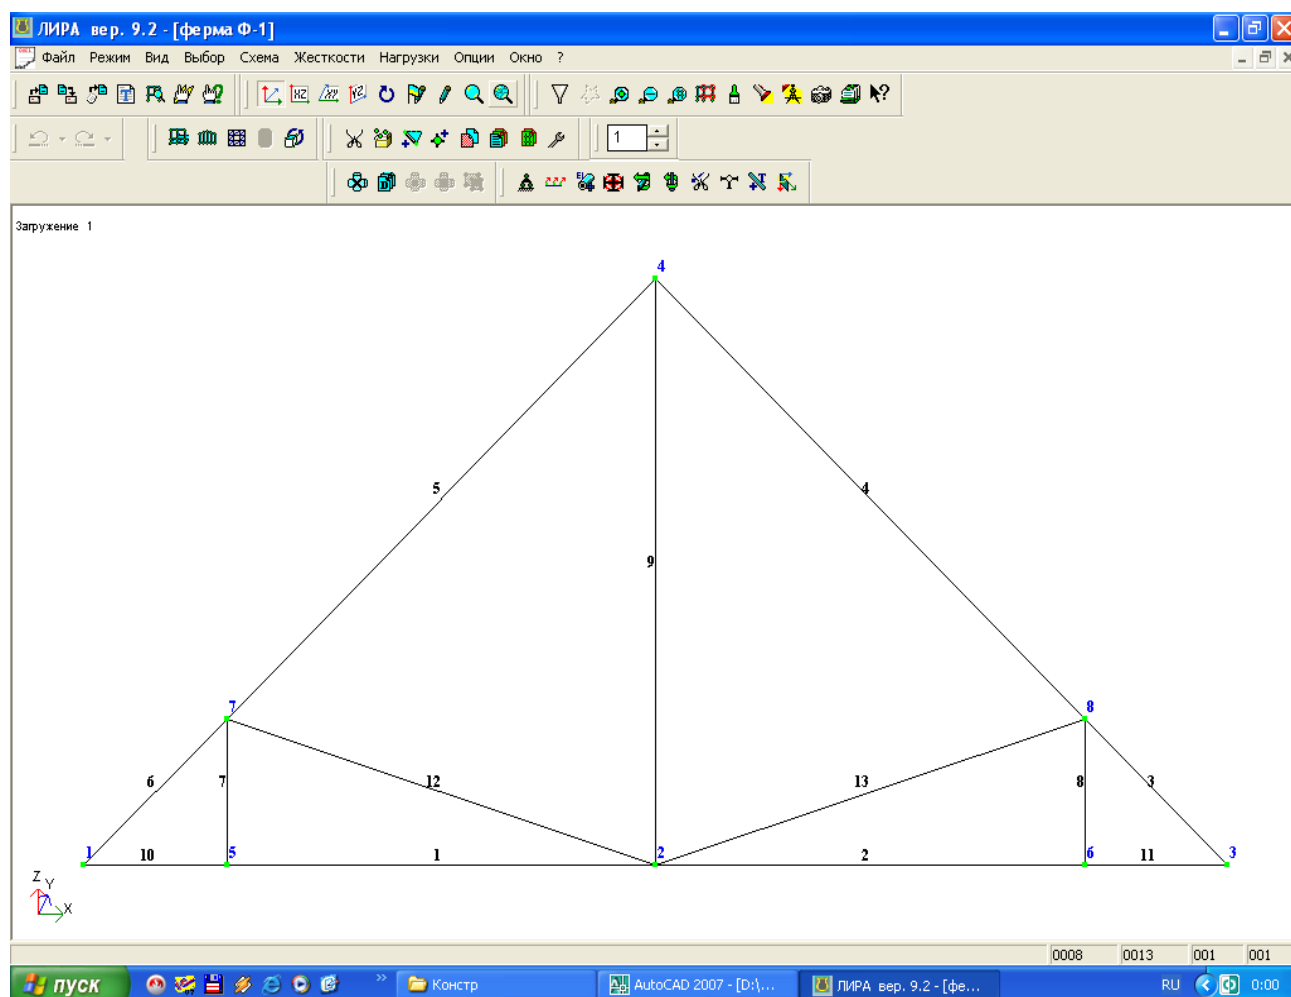 ЛИРА вер. 9.2 - [ферма Ф-1]
Файл Режим Вид Выбор Схема Жесткости Нагрузки Опции Окно ?
1
Загружение 1
4
5 4
9
7 8
6 7 12 13 8 3
1 10 5 1 2 2 6 11 3
Z Y
X
0008 0013 001 001
пуск » Констр AutoCAD 2007 - [D:\... ЛИРА вер. 9.2 - [фе... RU 0:00